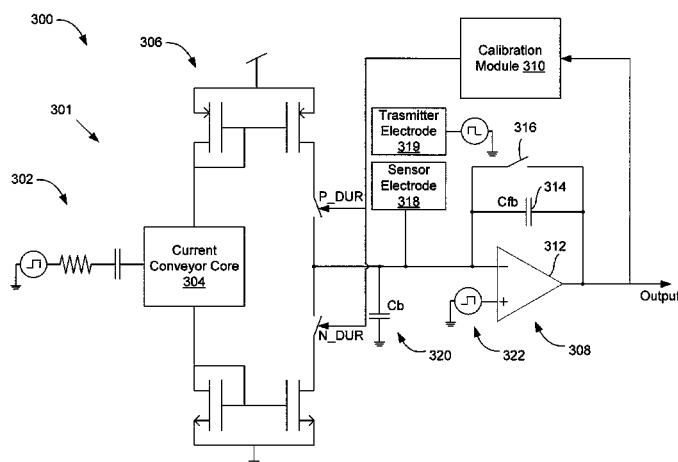 300
306
Calibration
Module 310
301
Trasmitter
Electrode
319
316
302
Sensor
Electrode
318
Cfb
314
P_DUR
Current
Conveyor Core
304
312
Cb
N_DUR
Output
320
322
308